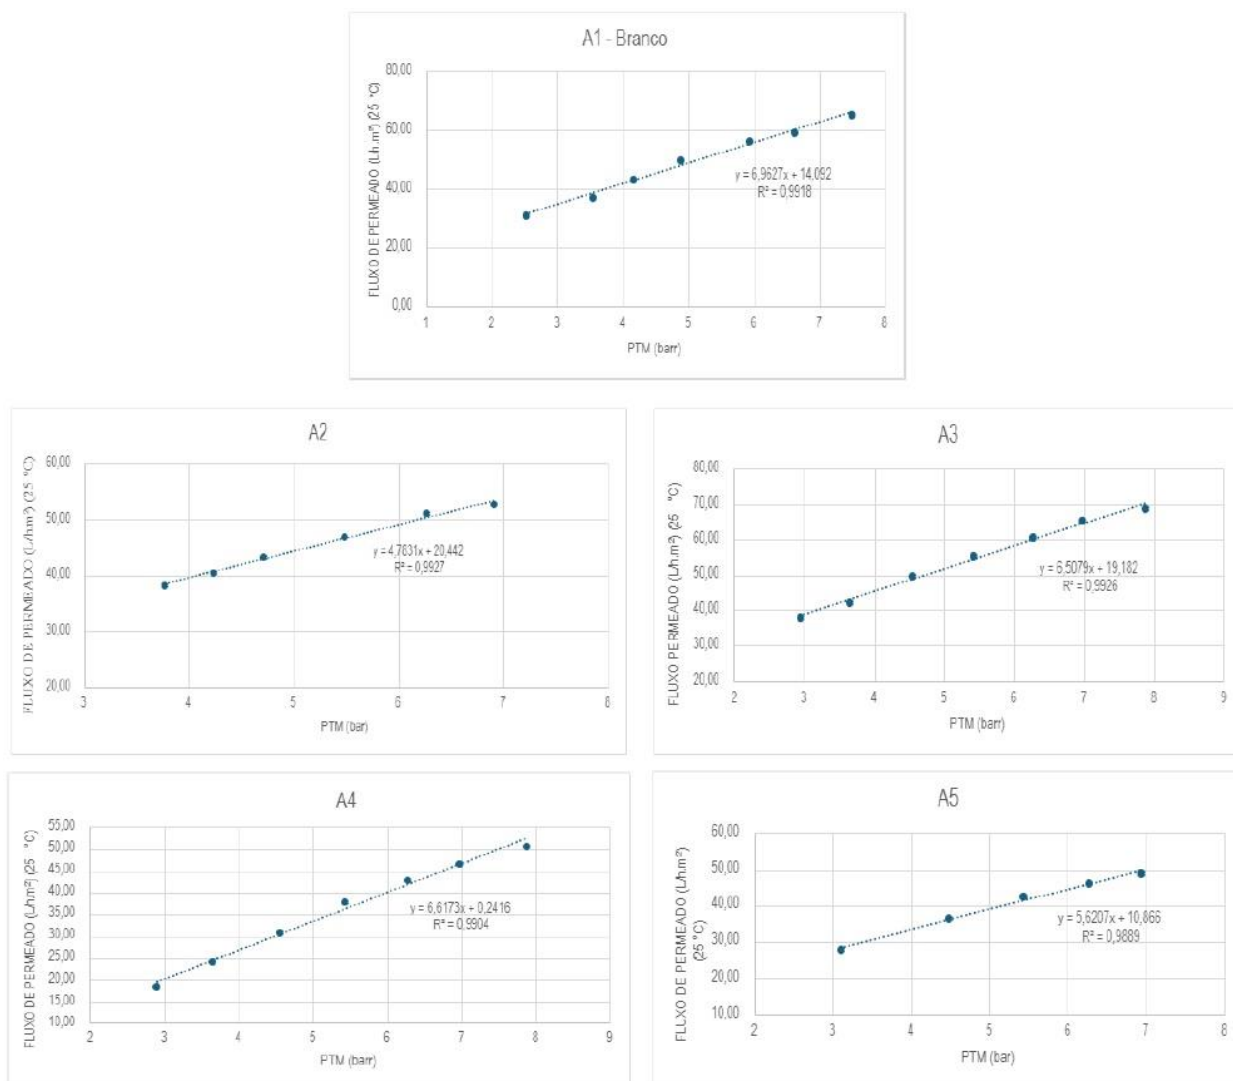 A1 - Branco
FLUXO DE PERMEADO (L/h.m²) (25 °C)
80,00
60,00
40,00
20,00
0,00
y = 6,9627x + 14,092
R² = 0,9918
1 2 3 4 5 6 7 8
PTM (barr)
A2
FLUXO DE PERMEADO (L/h.m²) (25 °C)
60,00
50,00
40,00
30,00
20,00
y = 4,7631x + 20,442
R² = 0,9927
3 4 5 6 7 8
PTM (bar)
A3
FLUXO PERMEADO (L/h.m²) (25 °C)
80,00
70,00
60,00
50,00
40,00
30,00
20,00
y = 6,5079x + 19,182
R² = 0,9926
2 3 4 5 6 7 8 9
PTM (barr)
A4
FLUXO DE PERMEADO (L/h.m²) (25 °C)
55,00
50,00
45,00
40,00
35,00
30,00
25,00
20,00
15,00
10,00
y = 6,6173x + 0,2416
R² = 0,9904
2 3 4 5 6 7 8 9
PTM (barr)
A5
FLUXO DE PERMEADO (L/h.m²)
(25 °C)
60,00
50,00
40,00
30,00
20,00
10,00
y = 5,6207x + 10,866
R² = 0,9889
2 3 4 5 6 7 8
PTM (bar)